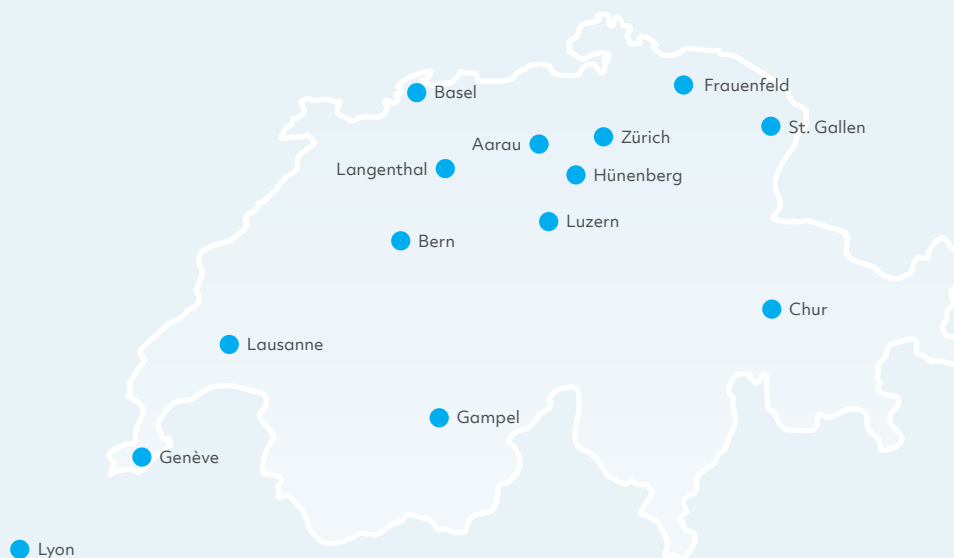 Frauenfeld
Basel
St. Gallen
Zürich
Aarau
Langenthal
Hünenberg
Luzern
Bern
Chur
Lausanne
Gampel
Genève
Lyon